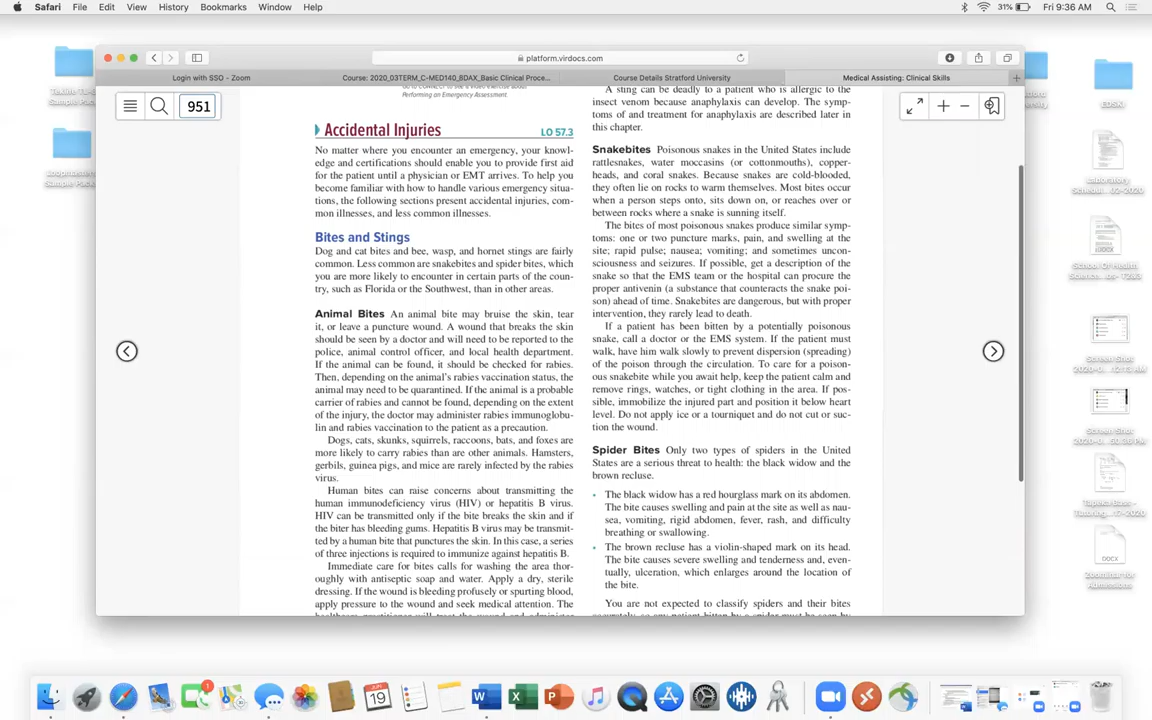 Safari File Edit View History Bookmarks Window Help
31% Fri 9:36 AM
platform.virdocs.com
Login with SSO - Zoom
Course: 2020_03TERM_C-MED140_8DAX_Basic Clinical Proce...
Course Details Stratford University
Medical Assisting: Clinical Skills
951
Performing an Emergency Assessment.
Accidental Injuries LO 57.3
No matter where you encounter an emergency, your knowl-
edge and certifications should enable you to provide first aid
for the patient until a physician or EMT arrives. To help you
become familiar with how to handle various emergency situa-
tions, the following sections present accidental injuries, com-
mon illnesses, and less common illnesses.
Bites and Stings
Dog and cat bites and bee, wasp, and hornet stings are fairly
common. Less common are snakebites and spider bites, which
you are more likely to encounter in certain parts of the coun-
try, such as Florida or the Southwest, than in other areas.
Animal Bites An animal bite may bruise the skin, tear
it, or leave a puncture wound. A wound that breaks the skin
should be seen by a doctor and will need to be reported to the
police, animal control officer, and local health department.
If the animal can be found, it should be checked for rabies.
Then, depending on the animal's rabies vaccination status, the
animal may need to be quarantined. If the animal is a probable
carrier of rabies and cannot be found, depending on the extent
of the injury, the doctor may administer rabies immunoglobu-
lin and rabies vaccination to the patient as a precaution.
Dogs, cats, skunks, squirrels, raccoons, bats, and foxes are
more likely to carry rabies than are other animals. Hamsters,
gerbils, guinea pigs, and mice are rarely infected by the rabies
virus.
Human bites can raise concerns about transmitting the
human immunodeficiency virus (HIV) or hepatitis B virus.
HIV can be transmitted only if the bite breaks the skin and if
the biter has bleeding gums. Hepatitis B virus may be transmit-
ted by a human bite that punctures the skin. In this case, a series
of three injections is required to immunize against hepatitis B.
Immediate care for bites calls for washing the area thor-
oughly with antiseptic soap and water. Apply a dry, sterile
dressing. If the wound is bleeding profusely or spurting blood,
apply pressure to the wound and seek medical attention. The
A sting can be deadly to a patient who is allergic to the
insect venom because anaphylaxis can develop. The symp-
toms of and treatment for anaphylaxis are described later in
this chapter.
Snakebites Poisonous snakes in the United States include
rattlesnakes, water moccasins (or cottonmouths), copper-
heads, and coral snakes. Because snakes are cold-blooded,
they often lie on rocks to warm themselves. Most bites occur
when a person steps onto, sits down on, or reaches over or
between rocks where a snake is sunning itself.
The bites of most poisonous snakes produce similar symp-
toms: one or two puncture marks, pain, and swelling at the
site; rapid pulse; nausea; vomiting; and sometimes uncon-
sciousness and seizures. If possible, get a description of the
snake so that the EMS team or the hospital can procure the
proper antivenin (a substance that counteracts the snake poi-
son) ahead of time. Snakebites are dangerous, but with proper
intervention, they rarely lead to death.
If a patient has been bitten by a potentially poisonous
snake, call a doctor or the EMS system. If the patient must
walk, have him walk slowly to prevent dispersion (spreading)
of the poison through the circulation. To care for a poison-
ous snakebite while you await help, keep the patient calm and
remove rings, watches, or tight clothing in the area. If pos-
sible, immobilize the injured part and position it below heart
level. Do not apply ice or a tourniquet and do not cut or suc-
tion the wound.
Spider Bites Only two types of spiders in the United
States are a serious threat to health: the black widow and the
brown recluse.
• The black widow has a red hourglass mark on its abdomen.
The bite causes swelling and pain at the site as well as nau-
sea, vomiting, rigid abdomen, fever, rash, and difficulty
breathing or swallowing.
• The brown recluse has a violin-shaped mark on its head.
The bite causes severe swelling and tenderness and, even-
tually, ulceration, which enlarges around the location of
the bite.
You are not expected to classify spiders and their bites
EDSKI
DOCX
Admissions
JUN
19
1